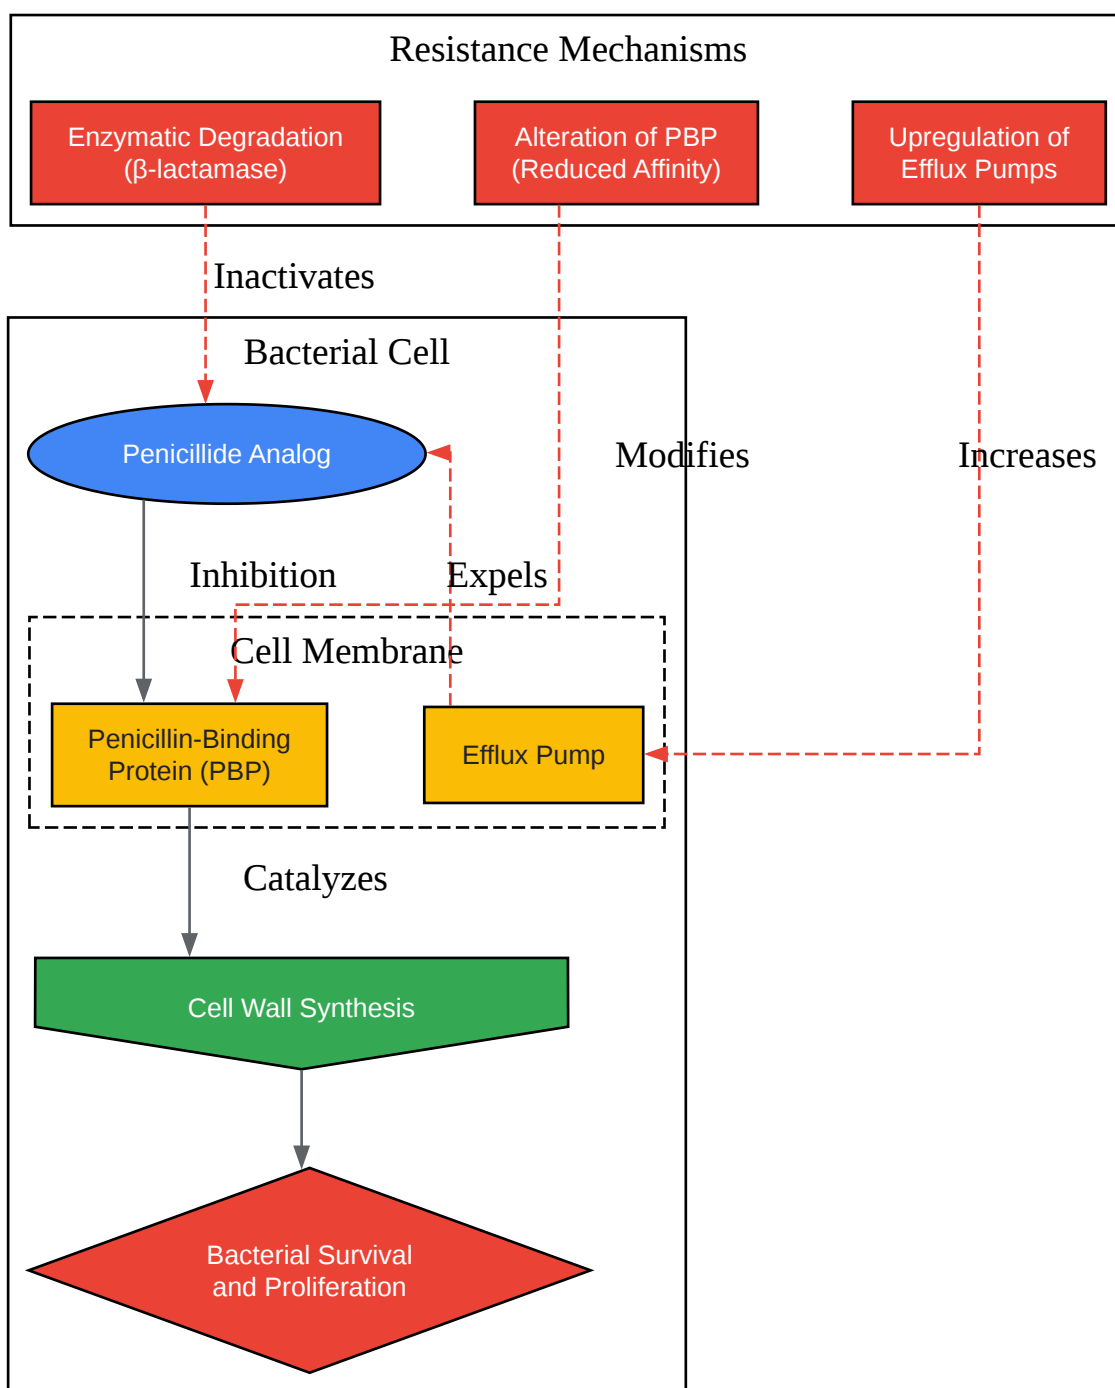 Resistance Mechanisms
Enzymatic Degradation
(β-lactamase)
Alteration of PBP
(Reduced Affinity)
Upregulation of
Efflux Pumps
Inactivates
Bacterial Cell
Penicillide Analog
Modifies
Increases
Inhibition
Expels
Cell Membrane
Penicillin-Binding
Protein (PBP)
Efflux Pump
Catalyzes
Cell Wall Synthesis
Bacterial Survival
and Proliferation